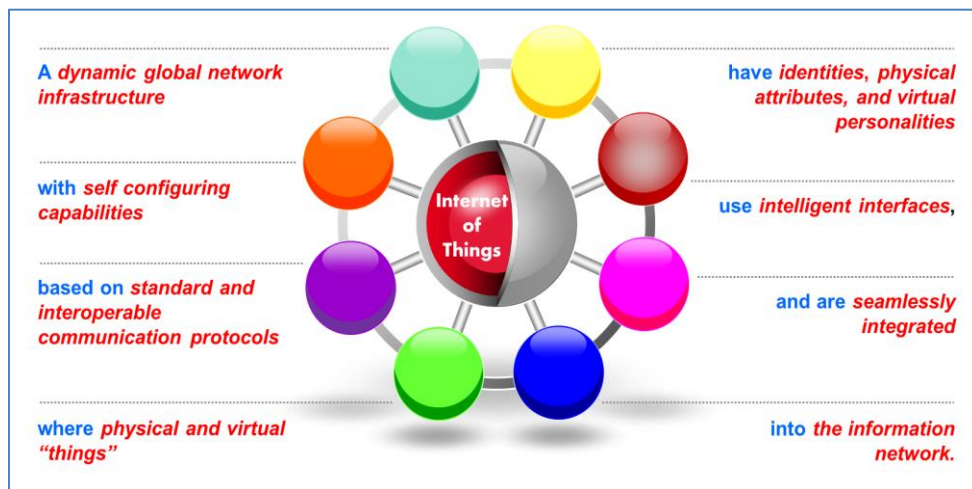 A dynamic global network
infrastructure
with self configuring
capabilities
based on standard and
interoperable
communication protocols
where physical and virtual
“things”
Internet
of
Things
have identities, physical
attributes, and virtual
personalities
use intelligent interfaces,
and are seamlessly
integrated
into the information
network.